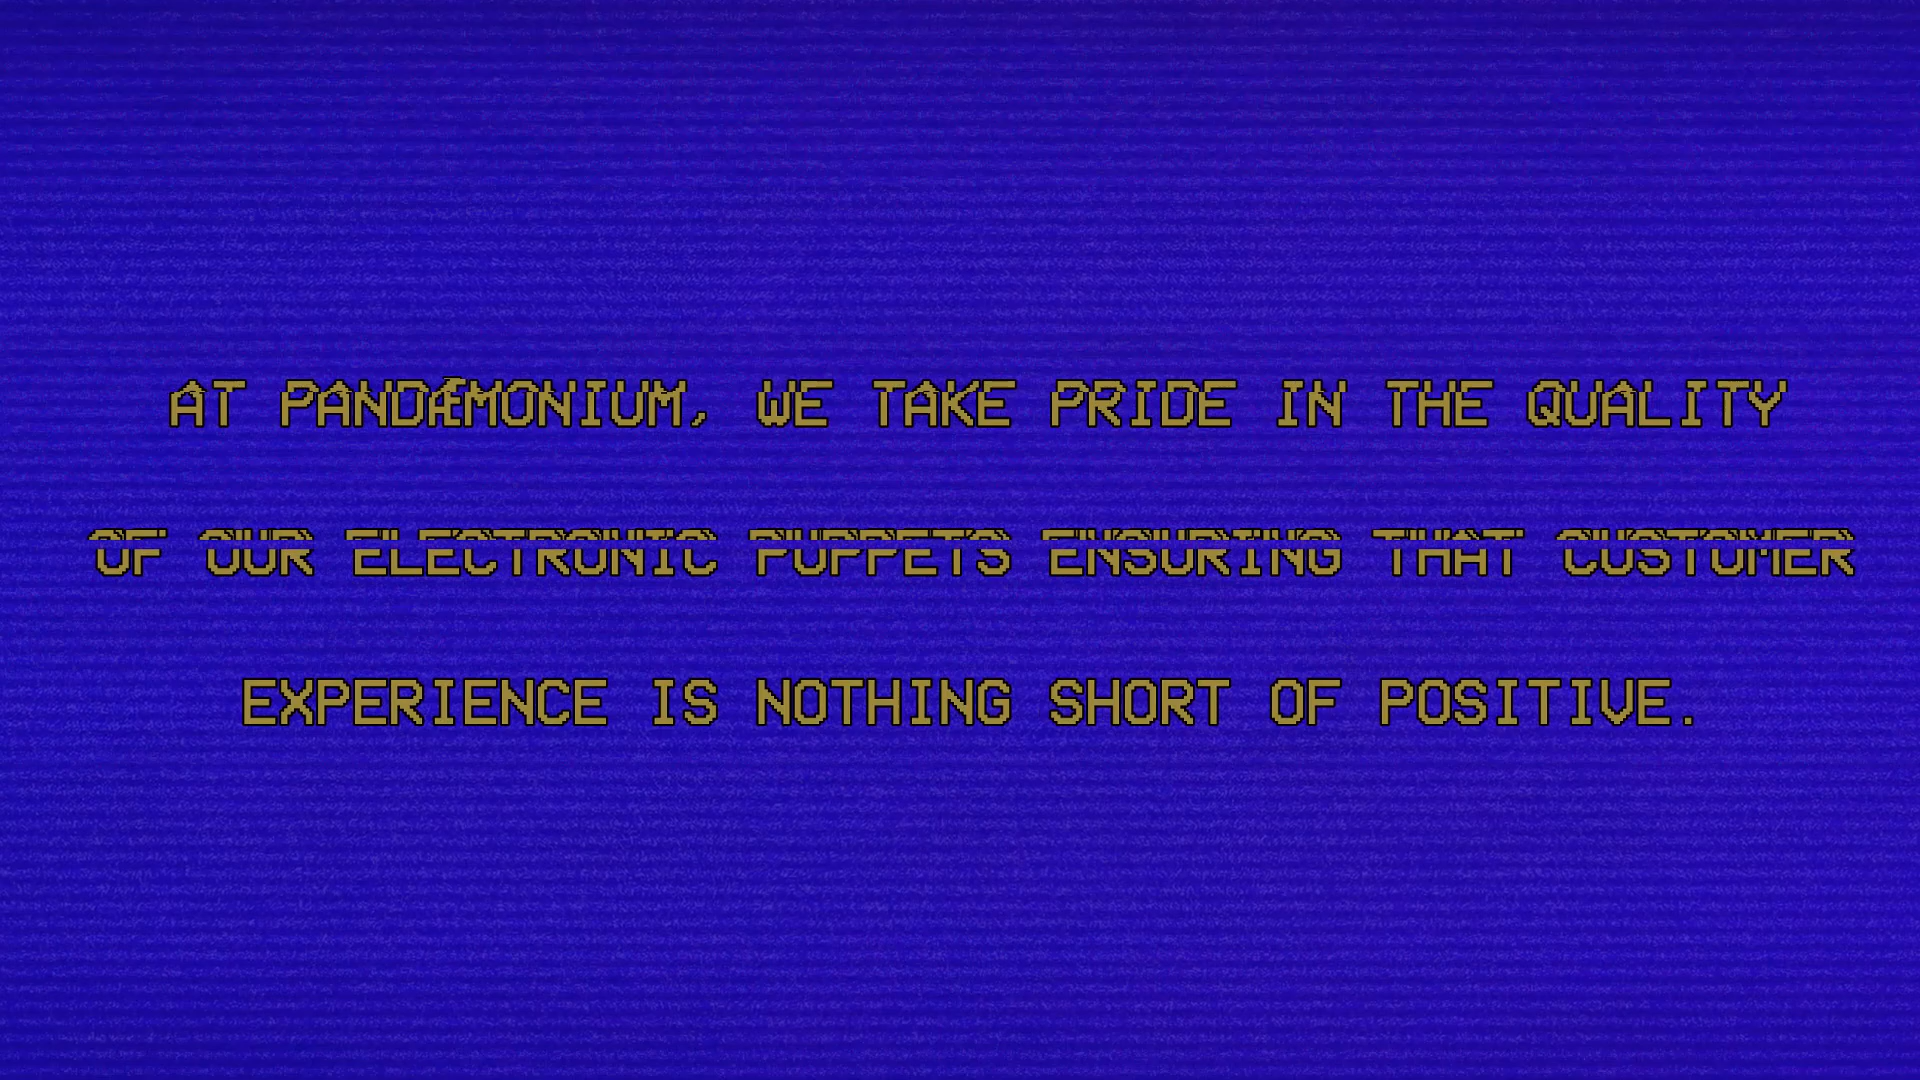 AT PANDÆMONIUM, WE TAKE PRIDE IN THE QUALITY
OF OUR ELECTRONIC PUPPETS ENSURING THAT CUSTOMER
EXPERIENCE IS NOTHING SHORT OF POSITIVE.